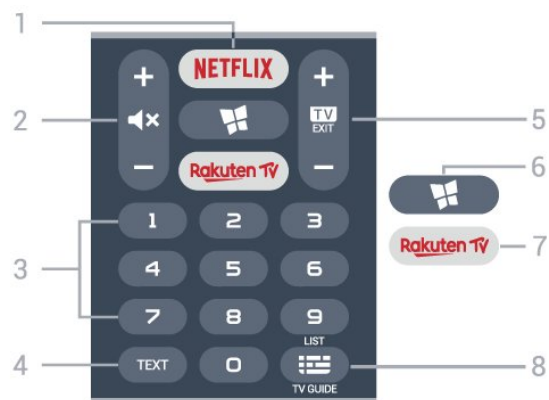 1
NETFLIX
+ +
2
TV
EXIT
5
6
− −
Rakuten TV
Rakuten TV
7
1 2 3
3
4 5 6
7 8 9
LIST
4
TEXT 0
8
TV GUIDE